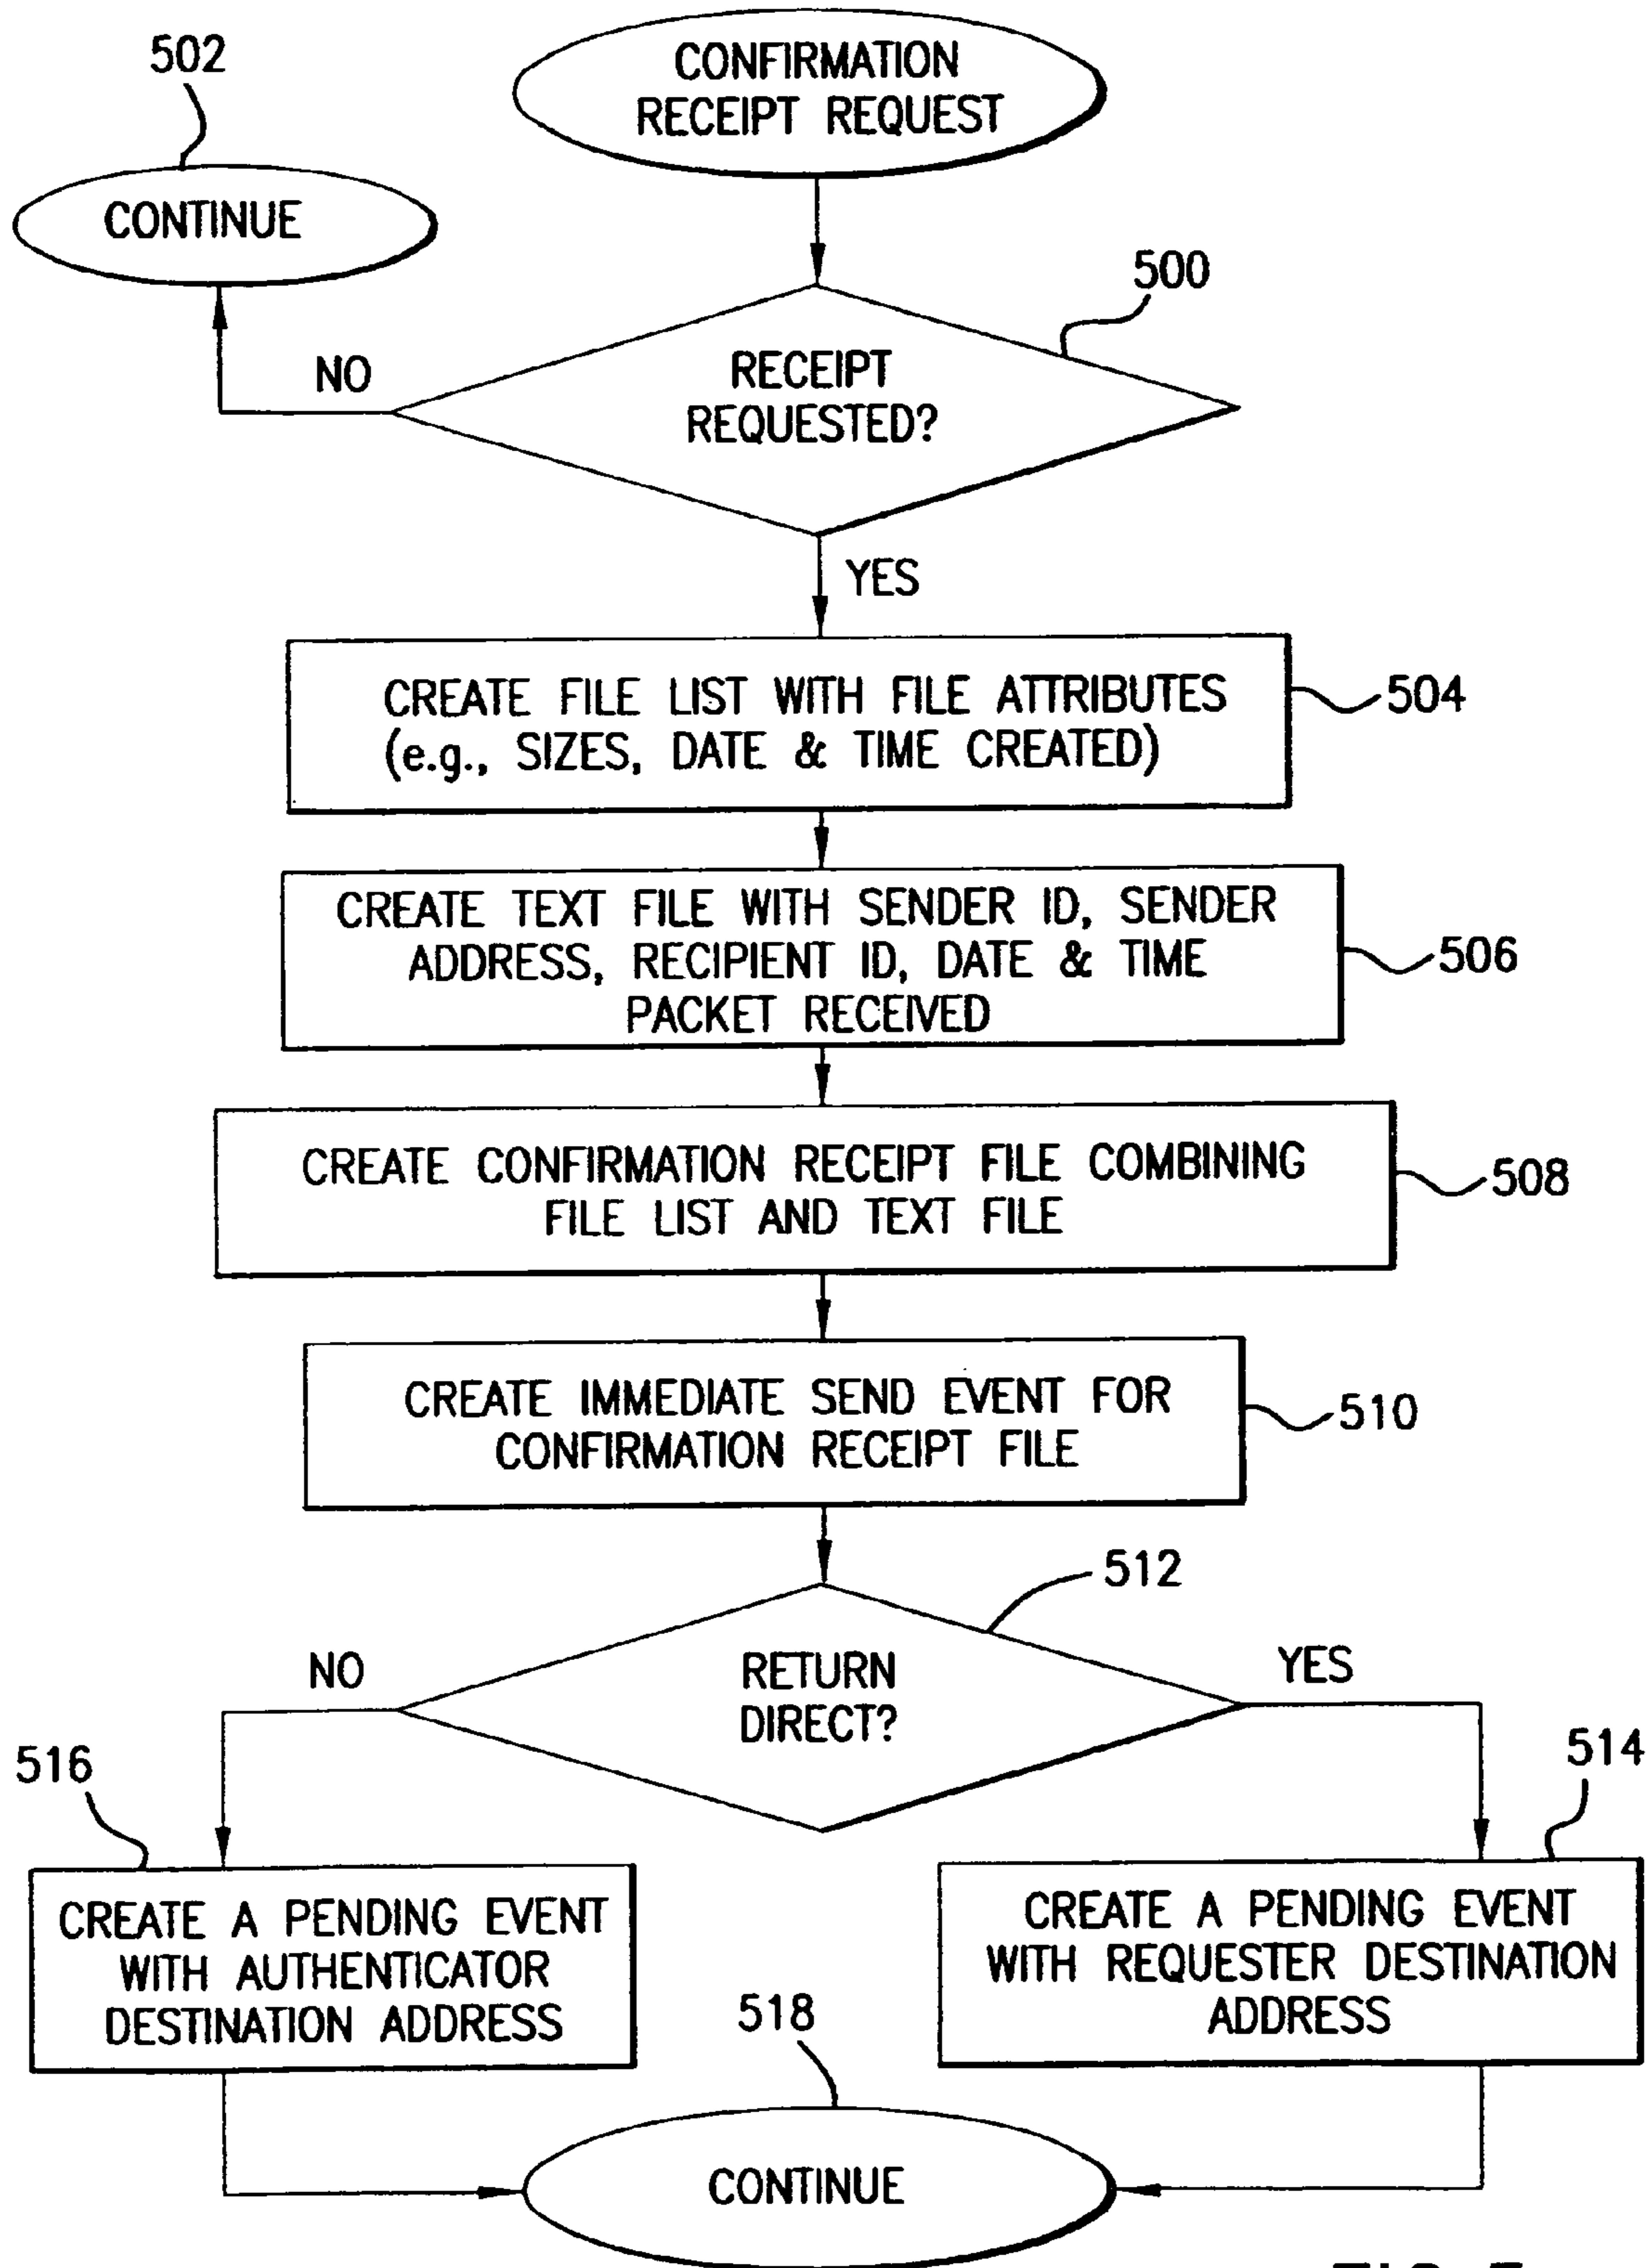 CONFIRMATION
RECEIPT REQUEST
502
CONTINUE
500
NO
RECEIPT
REQUESTED?
YES
CREATE FILE LIST WITH FILE ATTRIBUTES
(e.g., SIZES, DATE & TIME CREATED)
504
CREATE TEXT FILE WITH SENDER ID, SENDER
ADDRESS, RECIPIENT ID, DATE & TIME
PACKET RECEIVED
506
CREATE CONFIRMATION RECEIPT FILE COMBINING
FILE LIST AND TEXT FILE
508
CREATE IMMEDIATE SEND EVENT FOR
CONFIRMATION RECEIPT FILE
510
512
NO
RETURN
DIRECT?
YES
516
514
CREATE A PENDING EVENT
WITH AUTHENTICATOR
DESTINATION ADDRESS
CREATE A PENDING EVENT
WITH REQUESTER DESTINATION
ADDRESS
518
CONTINUE